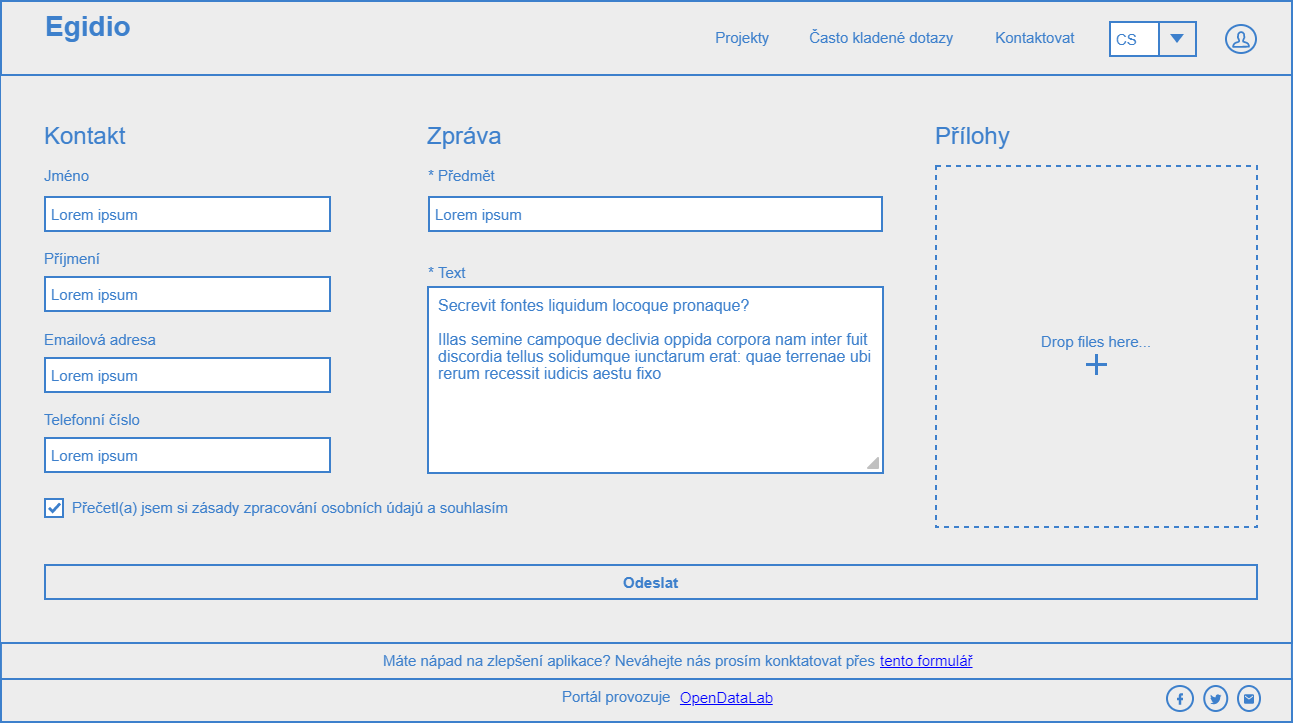 Egidio
Projekty
Často kladené dotazy
Kontaktovat
CS
Kontakt
Jméno
Lorem ipsum
Příjmení
Lorem ipsum
Emailová adresa
Lorem ipsum
Telefonní číslo
Lorem ipsum
Zpráva
* Předmět
Lorem ipsum
* Text
Secrevit fontes liquidum locoque pronaque?
Illas semine campoque declivia oppida corpora nam inter fuit
discordia tellus solidumque iunctarum erat: quae terrenae ubi
rerum recessit iudicis aestu fixo
Přílohy
Drop files here...
Přečetl(a) jsem si zásady zpracování osobních údajů a souhlasím
Odeslat
Máte nápad na zlepšení aplikace? Neváhejte nás prosím konktatovat přes tento formulář
Portál provozuje OpenDataLab